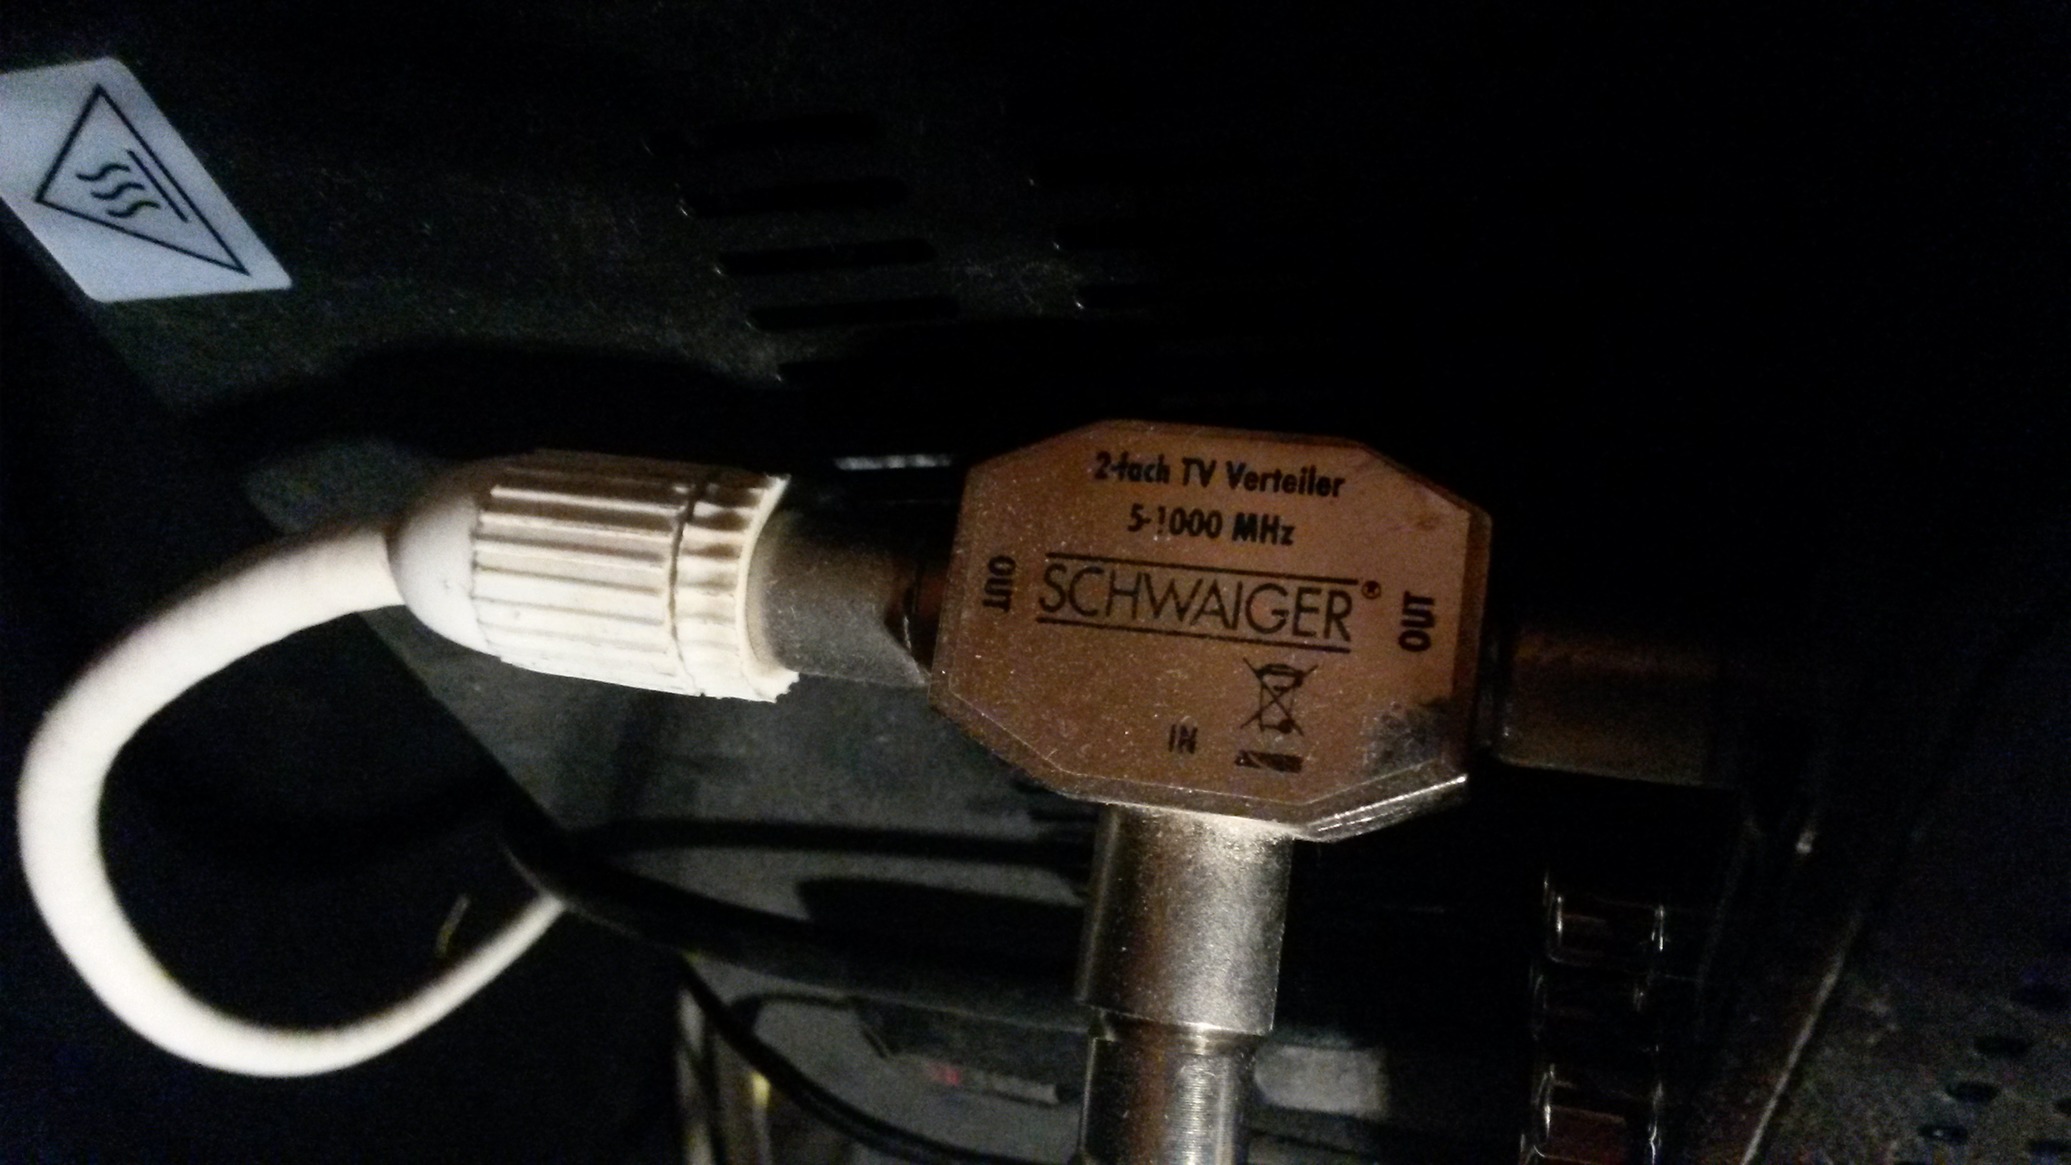 2-fach TV Verteiler
5-1000 MHz
OUT
SCHWAIGER®
OUT
IN